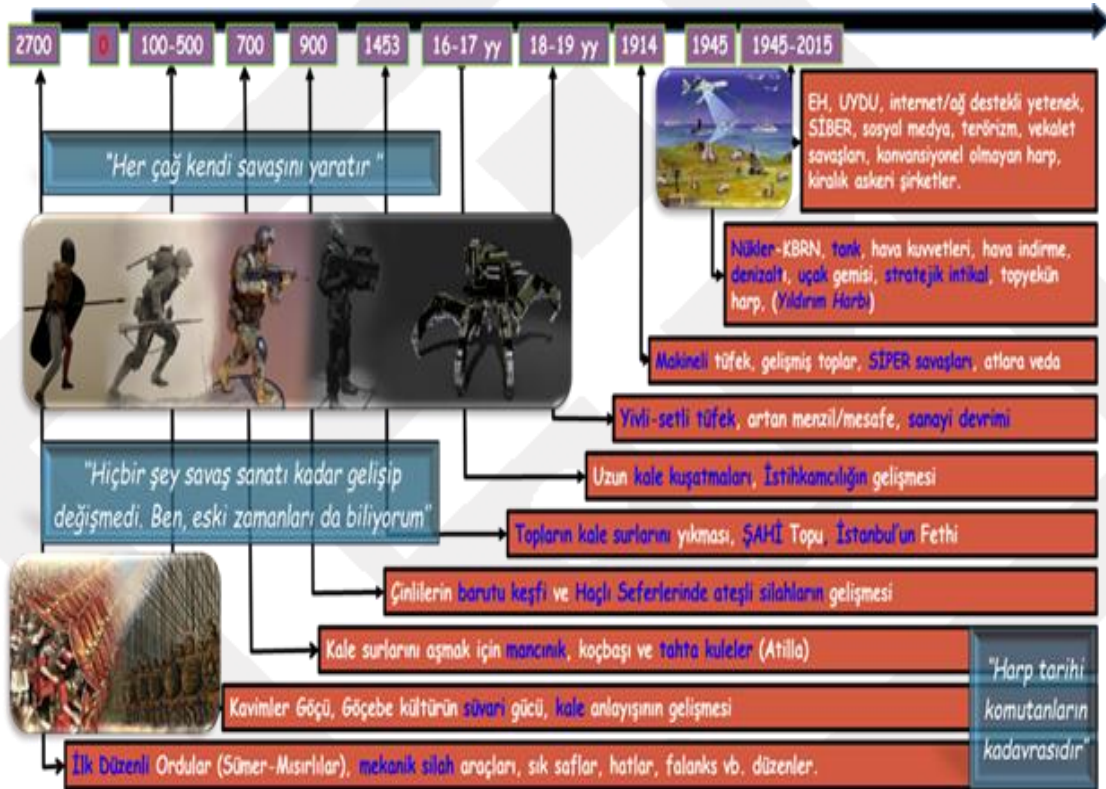 2700 0 100-500 700 900 1453 16-17 yy 18-19 yy 1914 1945 1945-2015
"Her çağ kendi savaşını yaratır "
EH, UYDU, internet/ağ destekli yetenek,
SİBER, sosyal medya, terörizm, vekalet
savaşları, konvansiyonel olmayan harp,
kiralık askeri şirketler.
Nükler-KBRN, tank, hava kuvvetleri, hava indirme,
denizaltı, uçak gemisi, stratejik intikal, topyekün
harp, (Yıldırım Harbi)
Makineli tüfek, gelişmiş toplar, SİPER savaşları, atlara veda
Yivli-setli tüfek, artan menzil/mesafe, sanayi devrimi
"Hiçbir şey savaş sanatı kadar gelişip
değişmedi. Ben, eski zamanları da biliyorum"
Uzun kale kuşatmaları, İstihkamcılığın gelişmesi
Topların kale surlarını yıkması, ŞAHİ Topu, İstanbul'un Fethi
Çinlilerin barutu keşfi ve Haçlı Seferlerinde ateşli silahların gelişmesi
Kale surlarını aşmak için mancınık, koçbaşı ve tahta kuleler (Atilla)
Kavimler Göçü, Göçebe kültürün süvari gücü, kale anlayışının gelişmesi
"Harp tarihi
komutanların
kadavrasıdır"
İlk Düzenli Ordular (Sümer-Mısırlılar), mekanik silah araçları, sık saflar, hatlar, falanks vb. düzenler.